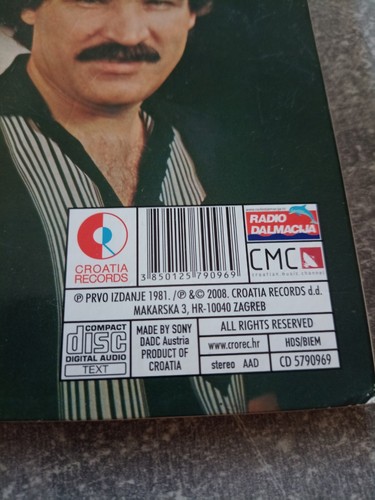 CROATIA
RECORDS
3 850125 790969
RADIO
DALMACIJA
CMC
croatian music channel
℗ PRVO IZDANJE 1981. /℗ &© 2008. CROATIA RECORDS d.d.
MAKARSKA 3, HR-10040 ZAGREB
COMPACT
disc
DIGITAL AUDIO
TEXT
MADE BY SONY
DADC Austria
PRODUCT OF
CROATIA
ALL RIGHTS RESERVED
www.crorec.hr
HDS/BIEM
stereo AAD
CD 5790969